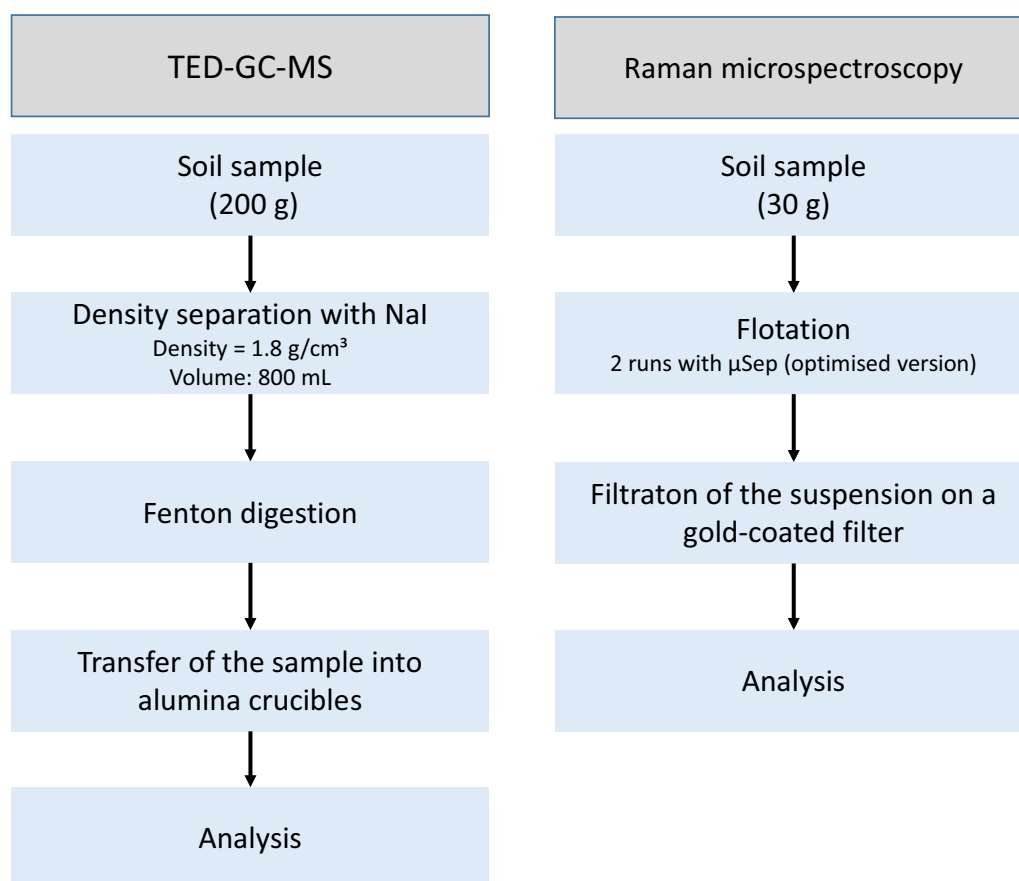 TED-GC-MS
Soil sample
(200 g)
Density separation with NaI
Density = 1.8 g/cm³
Volume: 800 mL
Fenton digestion
Transfer of the sample into
alumina crucibles
Analysis
Raman microspectroscopy
Soil sample
(30 g)
Flotation
2 runs with µSep (optimised version)
Filtraton of the suspension on a
gold-coated filter
Analysis